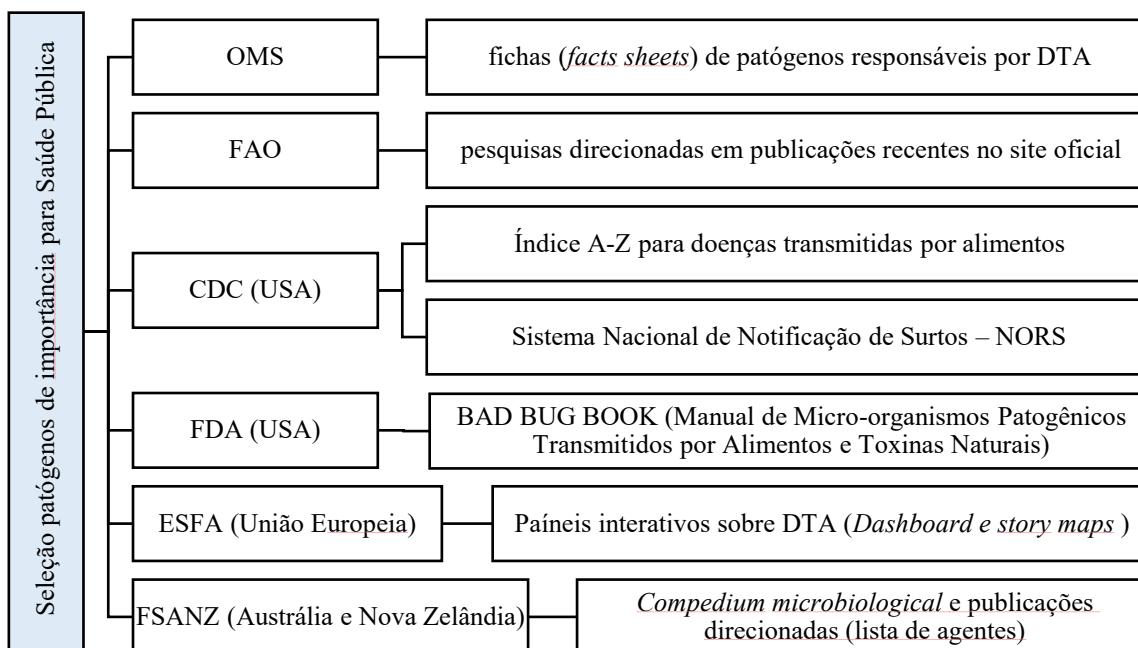 Seleção patógenos de importância para Saúde Pública
OMS
fichas (facts sheets) de patógenos responsáveis por DTA
FAO
pesquisas direcionadas em publicações recentes no site oficial
CDC (USA)
Índice A-Z para doenças transmitidas por alimentos
Sistema Nacional de Notificação de Surtos – NORS
FDA (USA)
BAD BUG BOOK (Manual de Micro-organismos Patogênicos
Transmitidos por Alimentos e Toxinas Naturais)
ESFA (União Europeia)
Paíneis interativos sobre DTA (Dashboard e story maps )
FSANZ (Austrália e Nova Zelândia)
Compedium microbiological e publicações
direcionadas (lista de agentes)